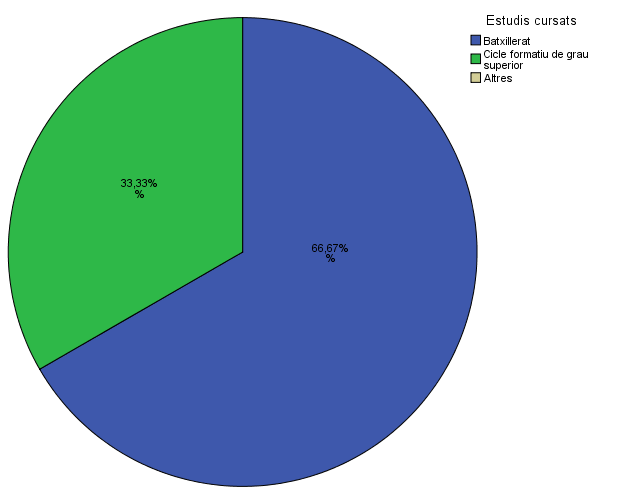 Estudis cursats
Batxillerat
Cicle formatiu de grau
superior
Altres
33,33%
%
66,67%
%